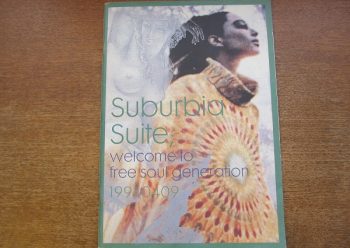 Suburbia
Suite;
welcome to
free soul generation